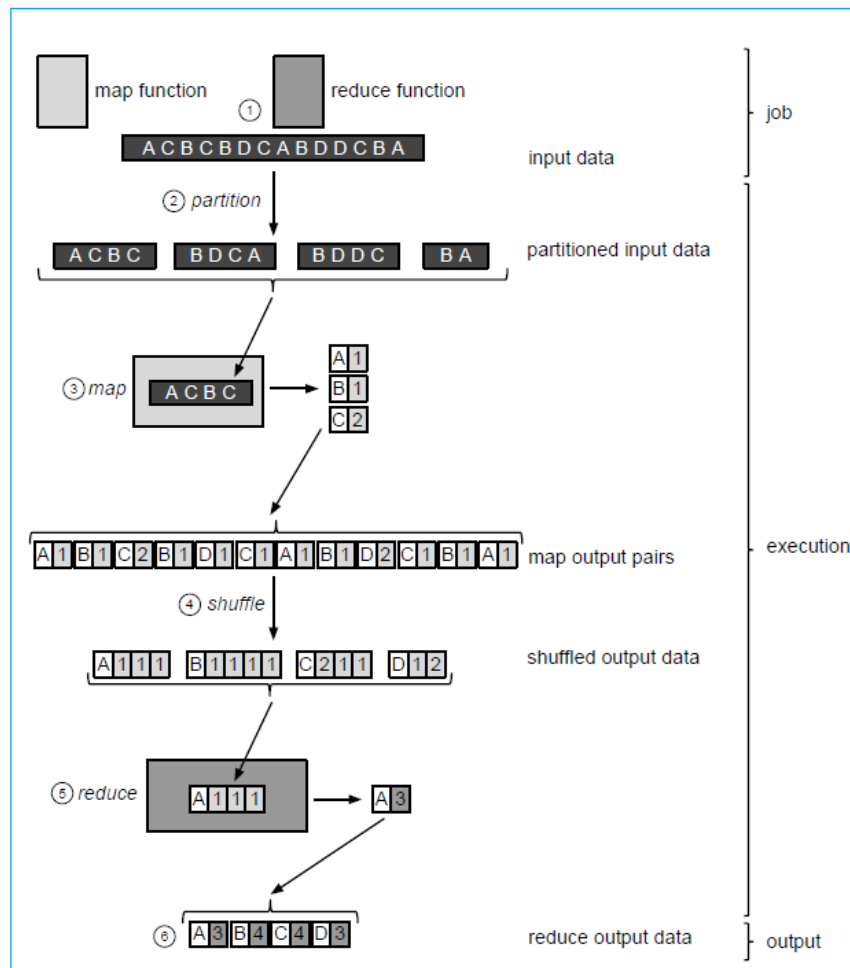 map function
① reduce function
job
A C B C B D C A B D D C B A
input data
② partition
A C B C B D C A B D D C B A
partitioned input data
③ map
A C B C
A 1
B 1
C 2
A 1 B 1 C 2 B 1 D 1 C 1 A 1 B 1 D 2 C 1 B 1 A 1
map output pairs
execution
④ shuffle
A 1 1 1 B 1 1 1 1 C 2 1 1 D 1 2
shuffled output data
⑤ reduce
A 1 1 1
A 3
⑥ A 3 B 4 C 4 D 3
reduce output data
output